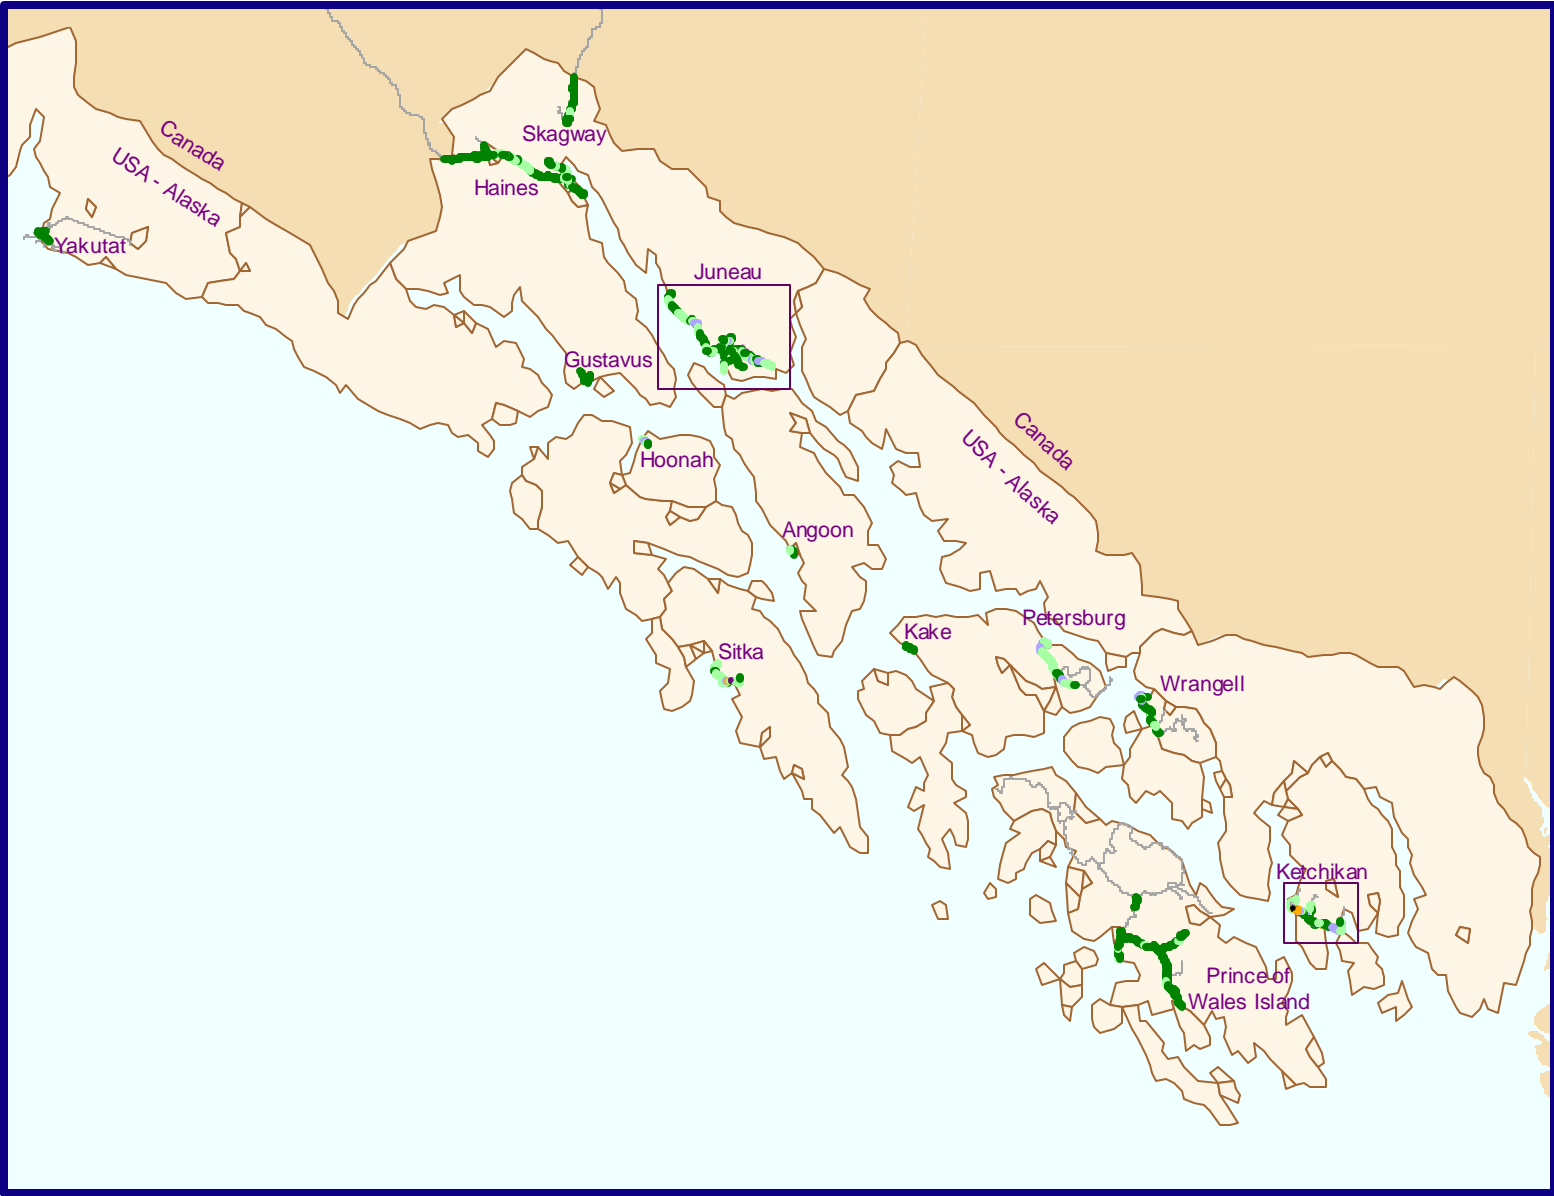 Canada
Skagway
USA - Alaska
Haines
Yakutat
Juneau
Gustavus
Canada
USA - Alaska
Hoonah
Angoon
Petersburg
Kake
Sitka
Wrangell
Ketchikan
Prince of
Wales Island